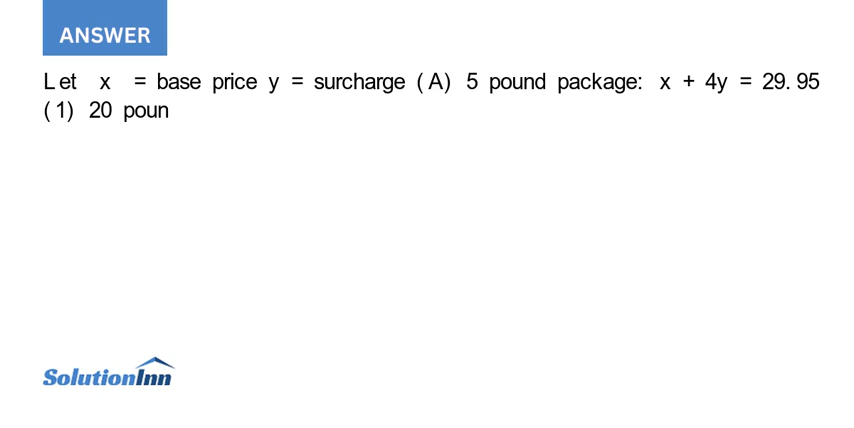 ANSWER
Let x = base price y = surcharge (A) 5 pound package: x + 4y = 29.95
(1) 20 poun
SolutionInn